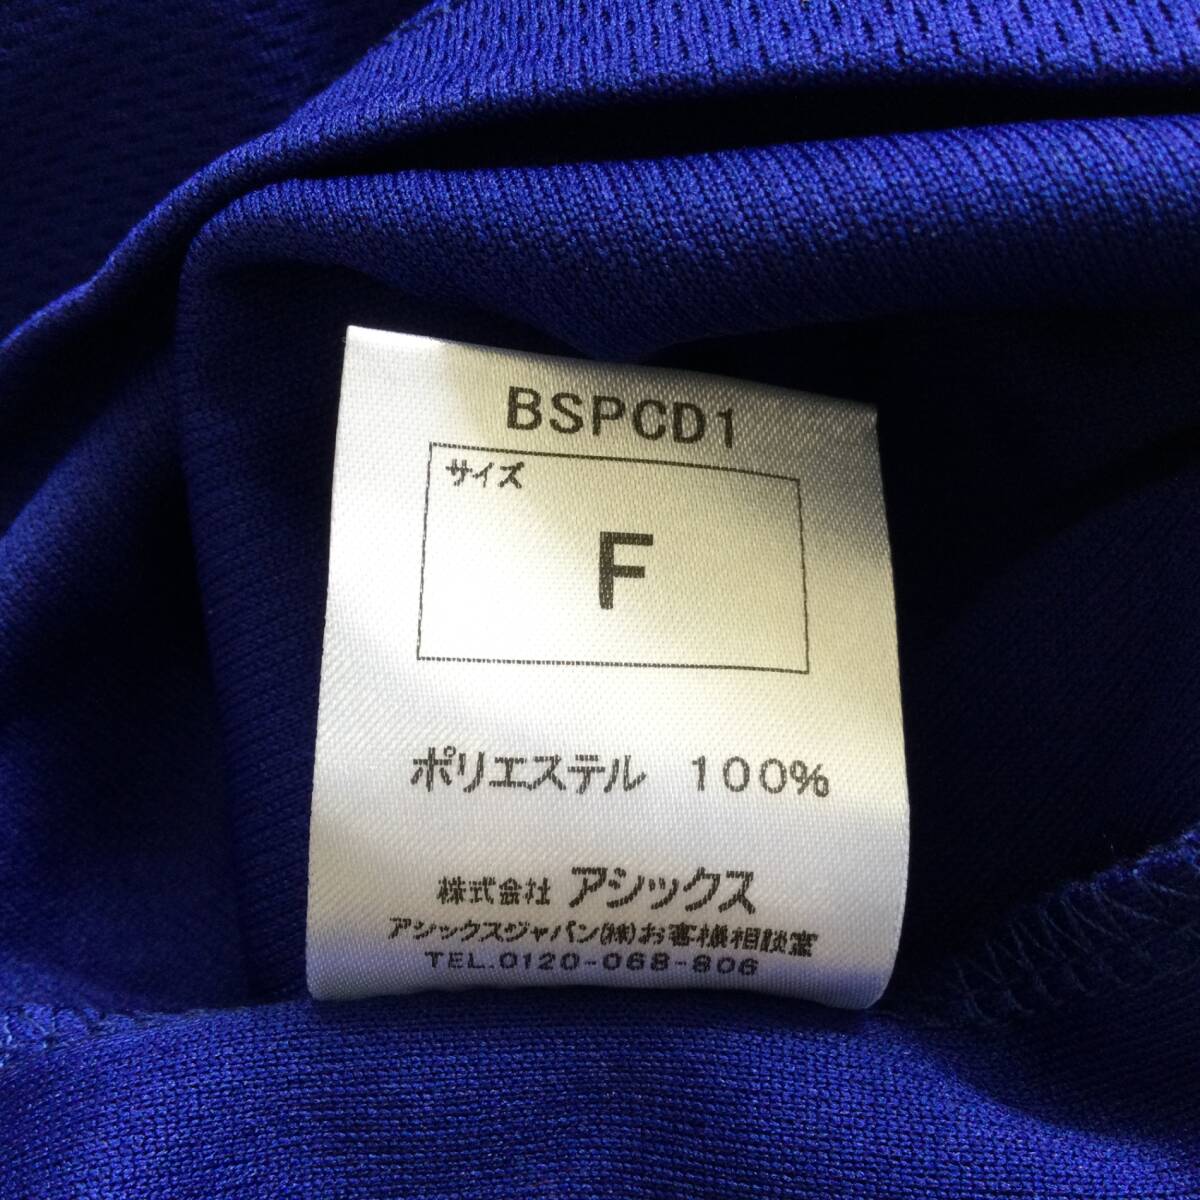 BSPCD1
サイズ
F
ポリエステル 100%
株式会社 アシックス
アシックスジャパン(株)お客様相談室
TEL.0120-068-806